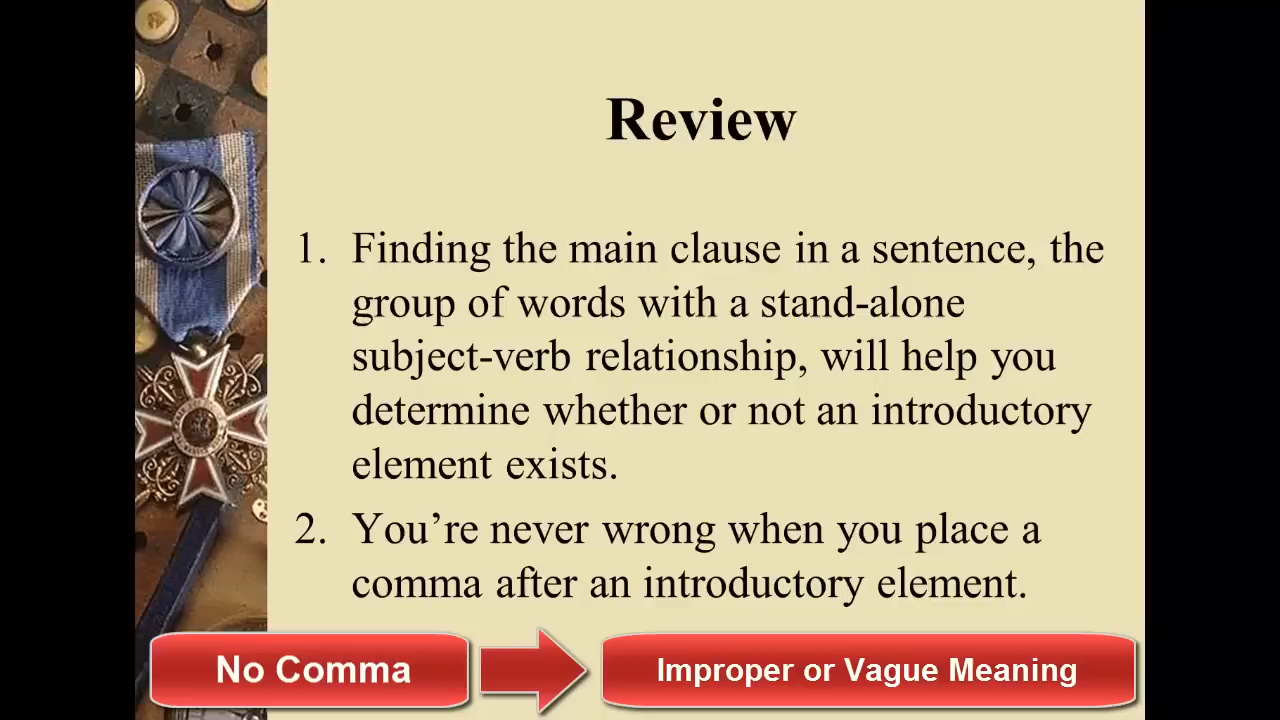 Review
1. Finding the main clause in a sentence, the
group of words with a stand-alone
subject-verb relationship, will help you
determine whether or not an introductory
element exists.
2. You’re never wrong when you place a
comma after an introductory element.
No Comma
Improper or Vague Meaning